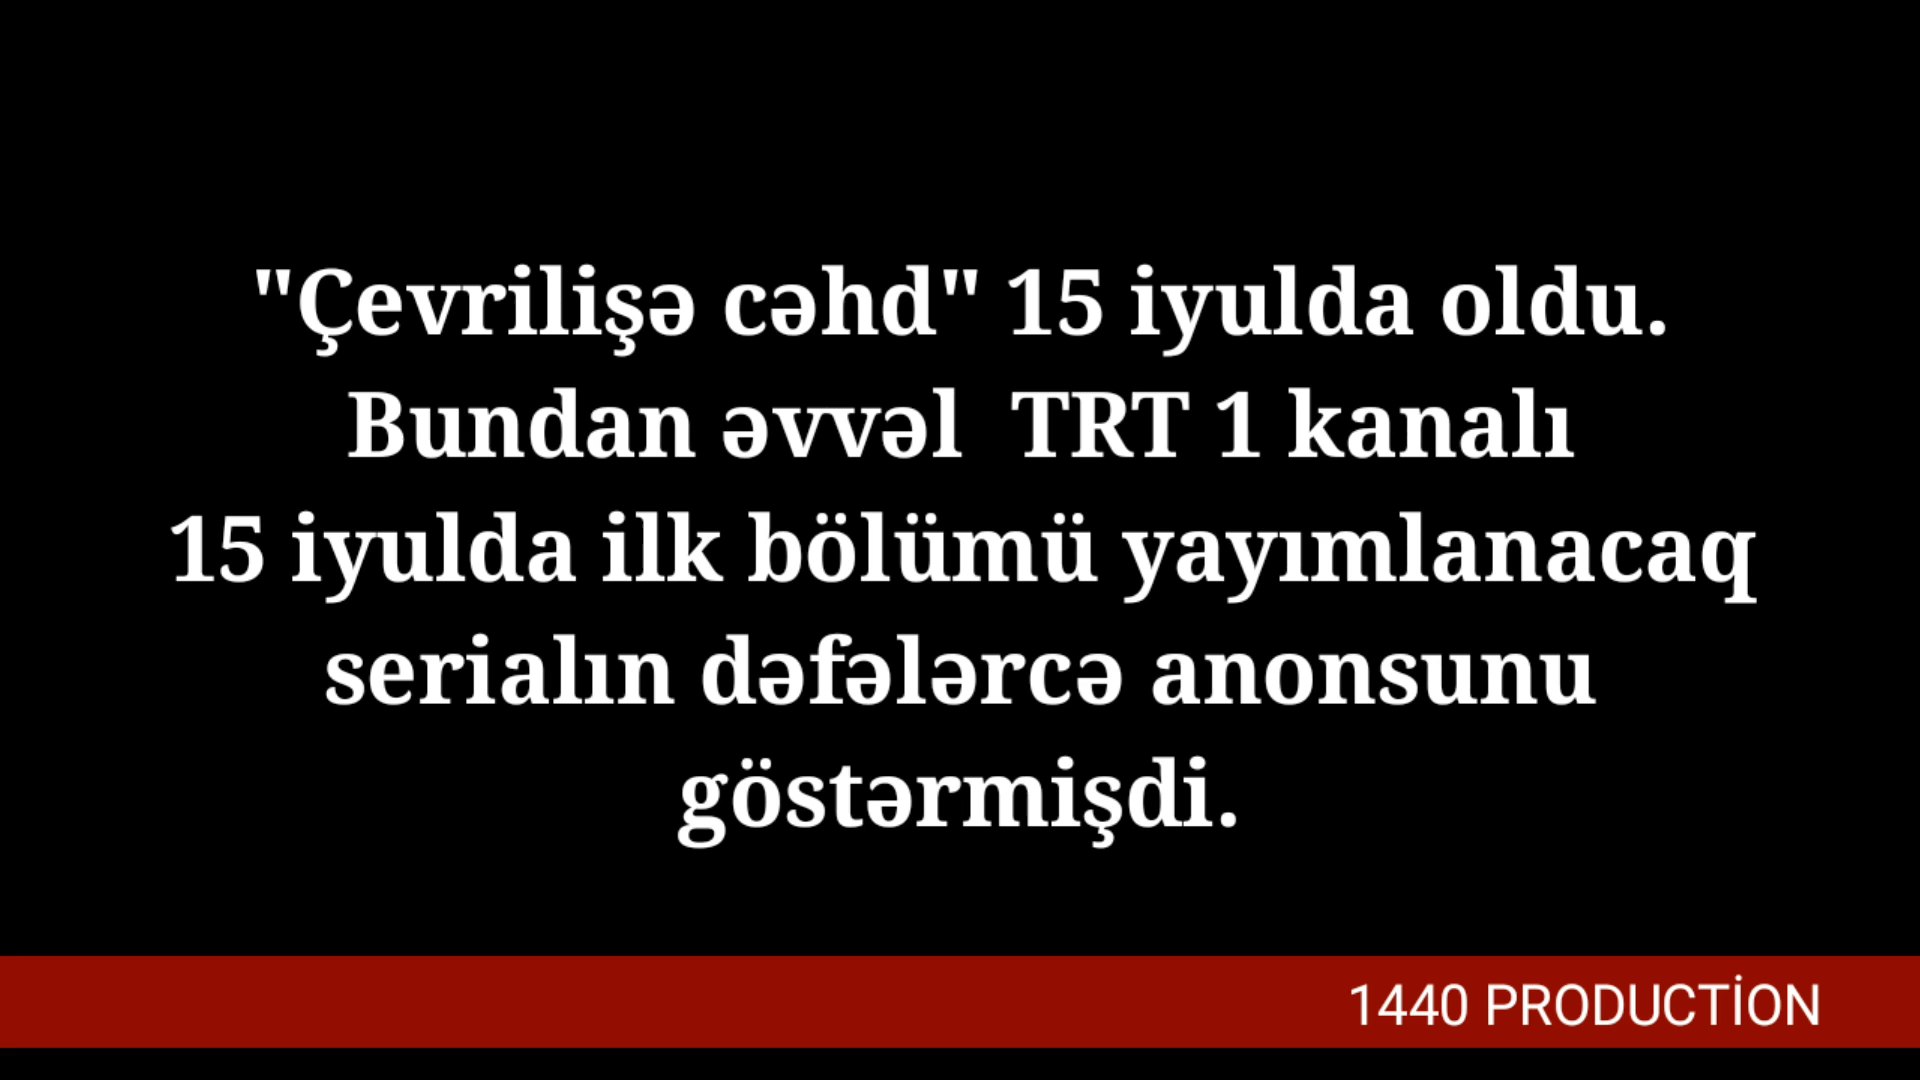 "Çevrilişə cəhd" 15 iyulda oldu.
Bundan əvvəl TRT 1 kanalı
15 iyulda ilk bölümü yayımlanacaq
serialın dəfələrcə anonsunu
göstərmişdi.
1440 PRODUCTİON